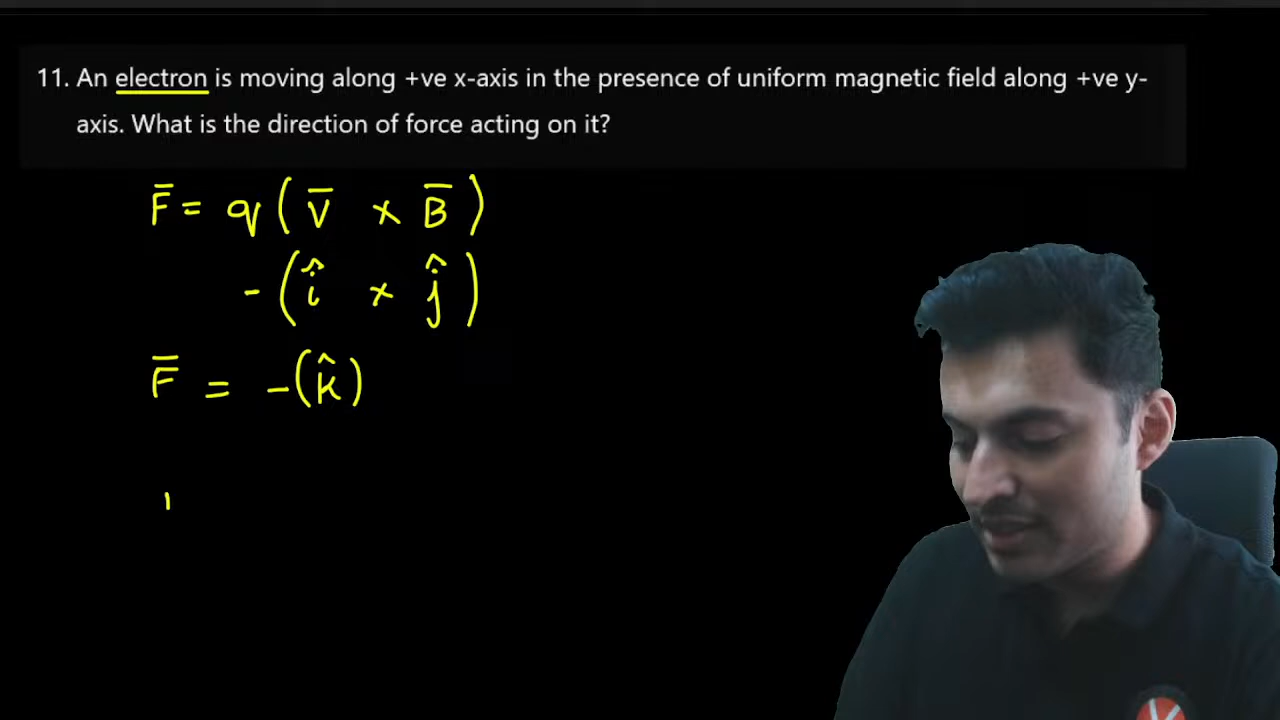 11. An electron is moving along +ve x-axis in the presence of uniform magnetic field along +ve y-
axis. What is the direction of force acting on it?
F̄ = q ( V̄ × B̄ )
- ( î × ĵ )
F̄ = -( k̂ )